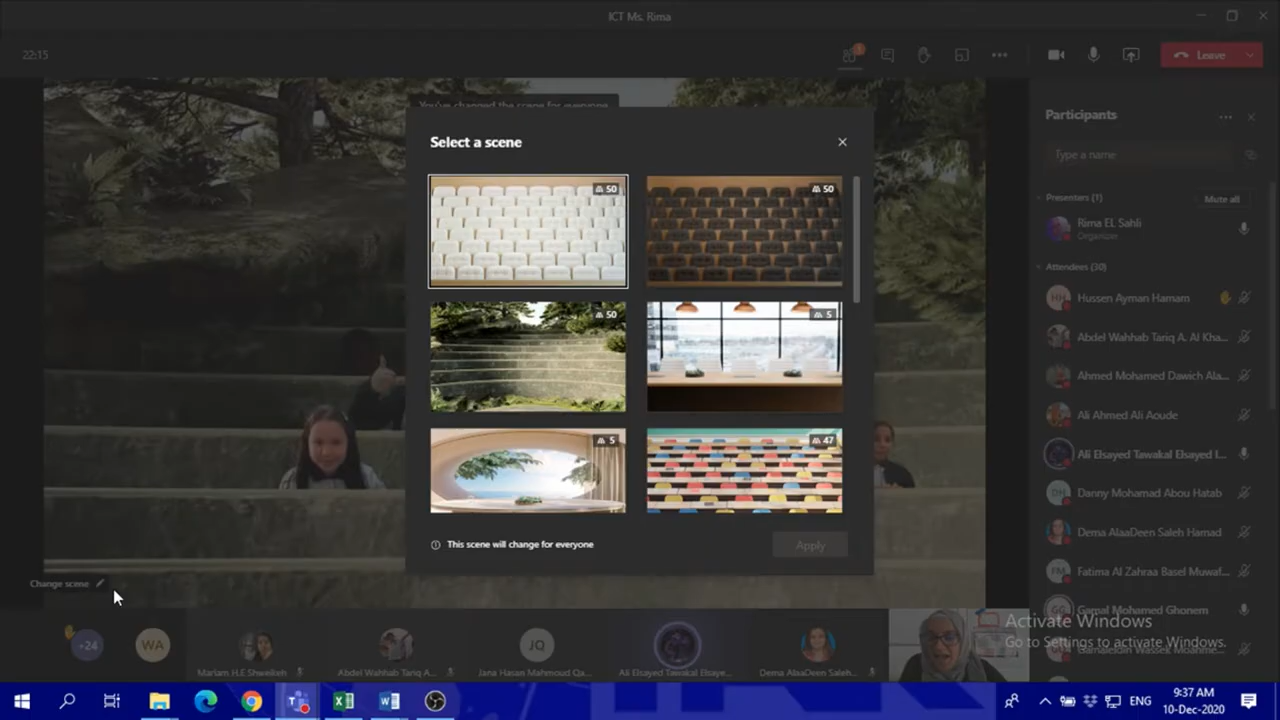 ICT Ms. Rima
22:15
Leave
You've changed the scene for everyone
Select a scene
50
50
50
5
5
47
This scene will change for everyone
Apply
Change scene
Participants
Type a name
Presenters (1)
Mute all
Rima EL Sahli
Organizer
Attendees (30)
Hussen Ayman Hamam
HH
Abdel Wahhab Tariq A. Al Kha...
Ahmed Mohamed Dawich Ala...
Ali Ahmed Ali Aoude
Ali Elsayed Tawakal Elsayed I...
DH
Danny Mohamad Abou Hatab
Dema AlaaDeen Saleh Hamad
FM
Fatima Al Zahraa Basel Muwaf...
GG
Gamal Mohamed Ghonem
+24
WA
Mariam H.E Shweikeh
Abdel Wahhab Tariq A...
JQ
Jana Hasan Mahmoud Qa...
Ali Elsayed Tawakal Elsaye...
Dema AlaaDeen Saleh...
Activate Windows
Go to Settings to activate Windows.
ENG
9:37 AM
10-Dec-2020